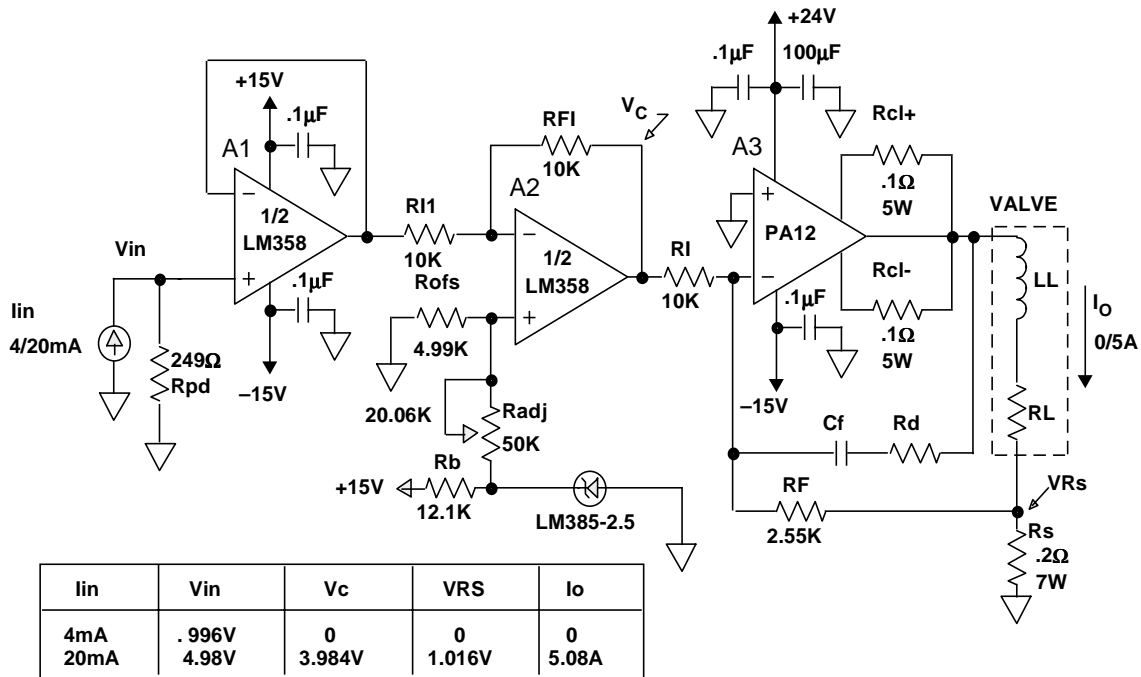 +24V
.1µF
100µF
+15V
.1µF
VC
RFI
10K
Rcl+
.1Ω
5W
A1
A2
A3
VALVE
1/2
LM358
RI1
10K
1/2
LM358
RI
10K
PA12
Rcl-
.1Ω
5W
LL
IO
0/5A
Vin
Iin
4/20mA
249Ω
Rpd
.1µF
–15V
Rofs
4.99K
.1µF
–15V
20.06K
Radj
50K
Cf
Rd
RL
Rb
+15V
12.1K
LM385-2.5
RF
2.55K
VRs
Rs
.2Ω
7W
Iin Vin Vc VRS Io
4mA .996V 0 0 0
20mA 4.98V 3.984V 1.016V 5.08A